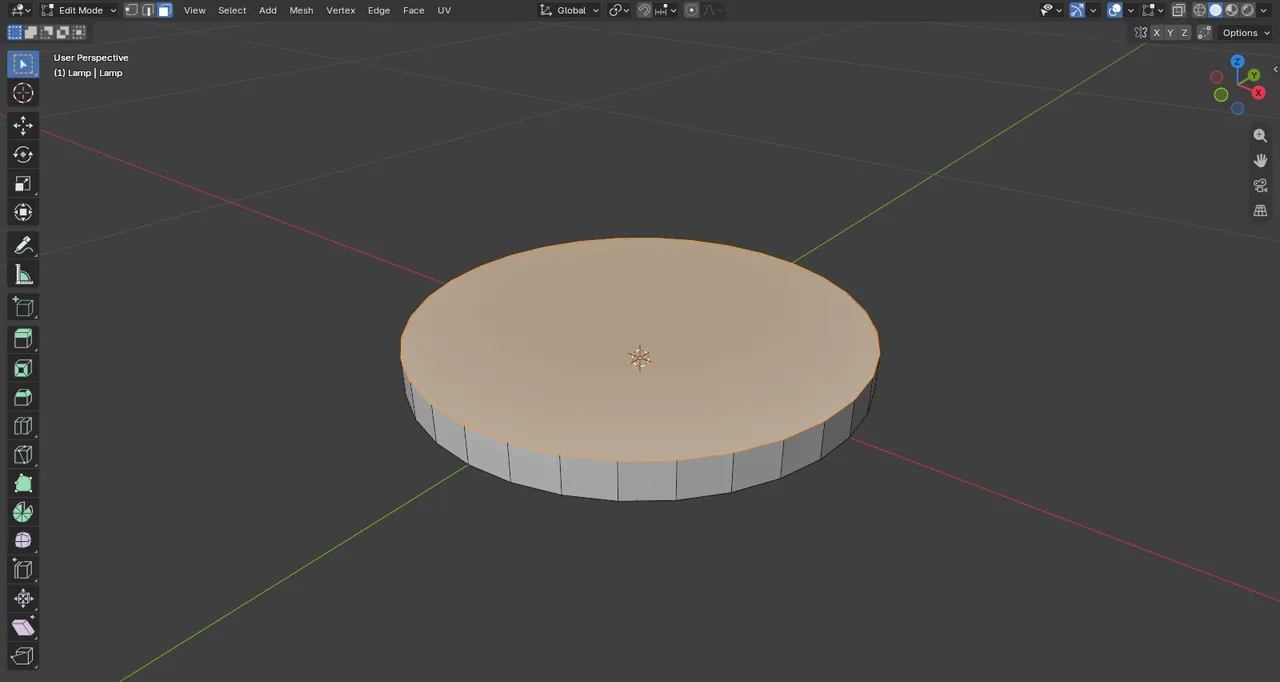 Edit Mode View Select Add Mesh Vertex Edge Face UV Global
X Y Z Options
User Perspective
(1) Lamp | Lamp
Z
Y
X